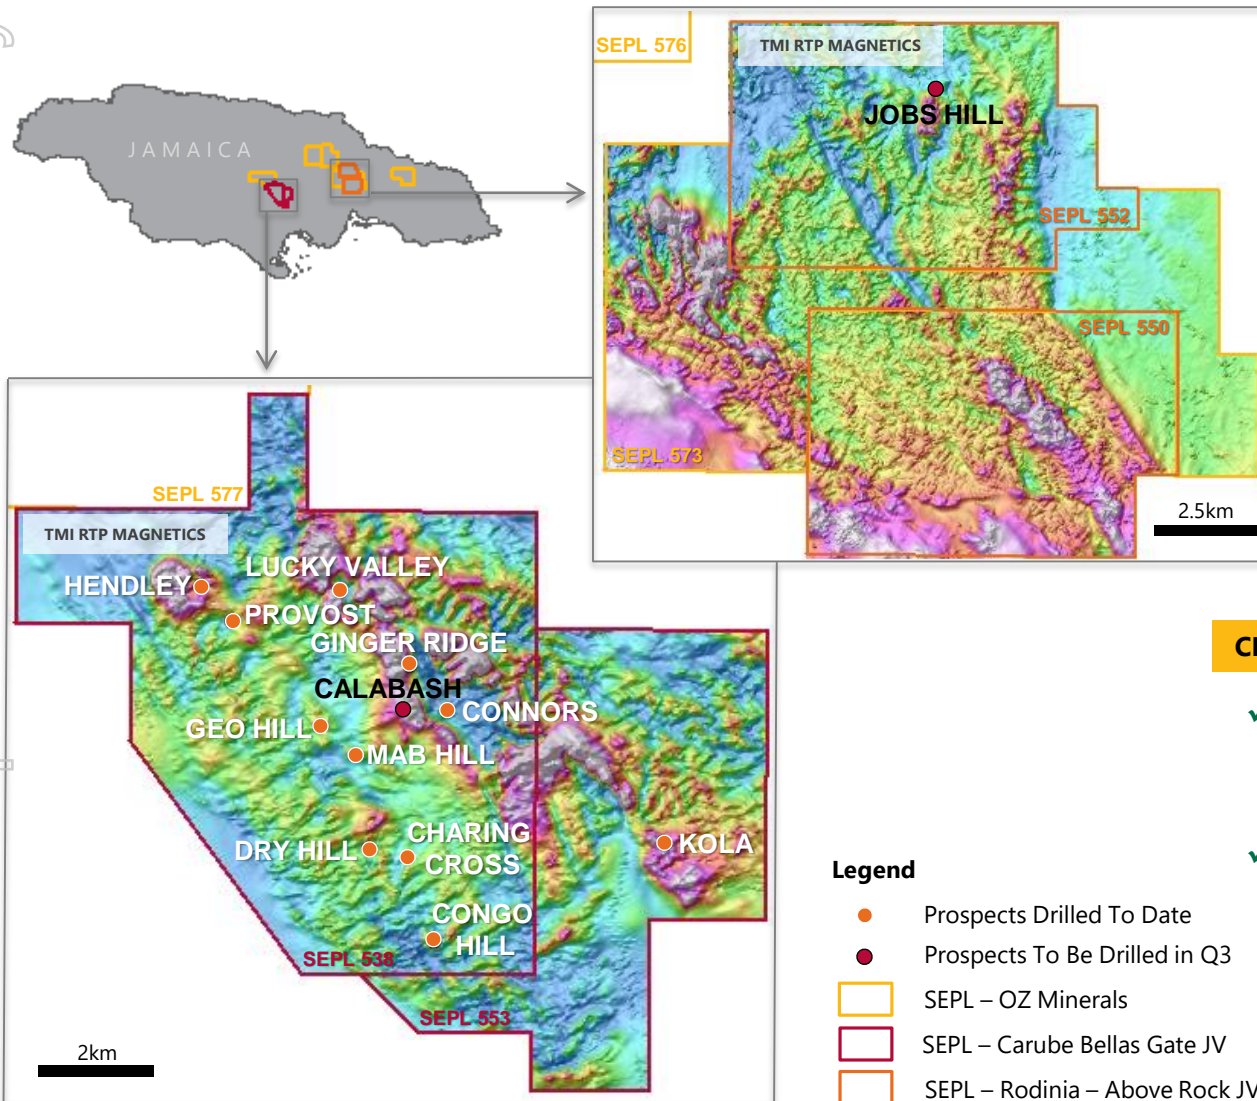 JAMAICA
SEPL 576
TMI RTP MAGNETICS
JOBS HILL
SEPL 552
SEPL 550
SEPL 573
2.5km
SEPL 577
TMI RTP MAGNETICS
LUCKY VALLEY
HENDLEY
PROVOST
GINGER RIDGE
CALABASH
CONNORS
GEO HILL
MAB HILL
CHARING
CROSS
DRY HILL
KOLA
CONGO
HILL
SEPL 538
SEPL 553
2km
Legend
Prospects Drilled To Date
Prospects To Be Drilled in Q3
SEPL – OZ Minerals
SEPL – Carube Bellas Gate JV
SEPL – Rodinia – Above Rock JV